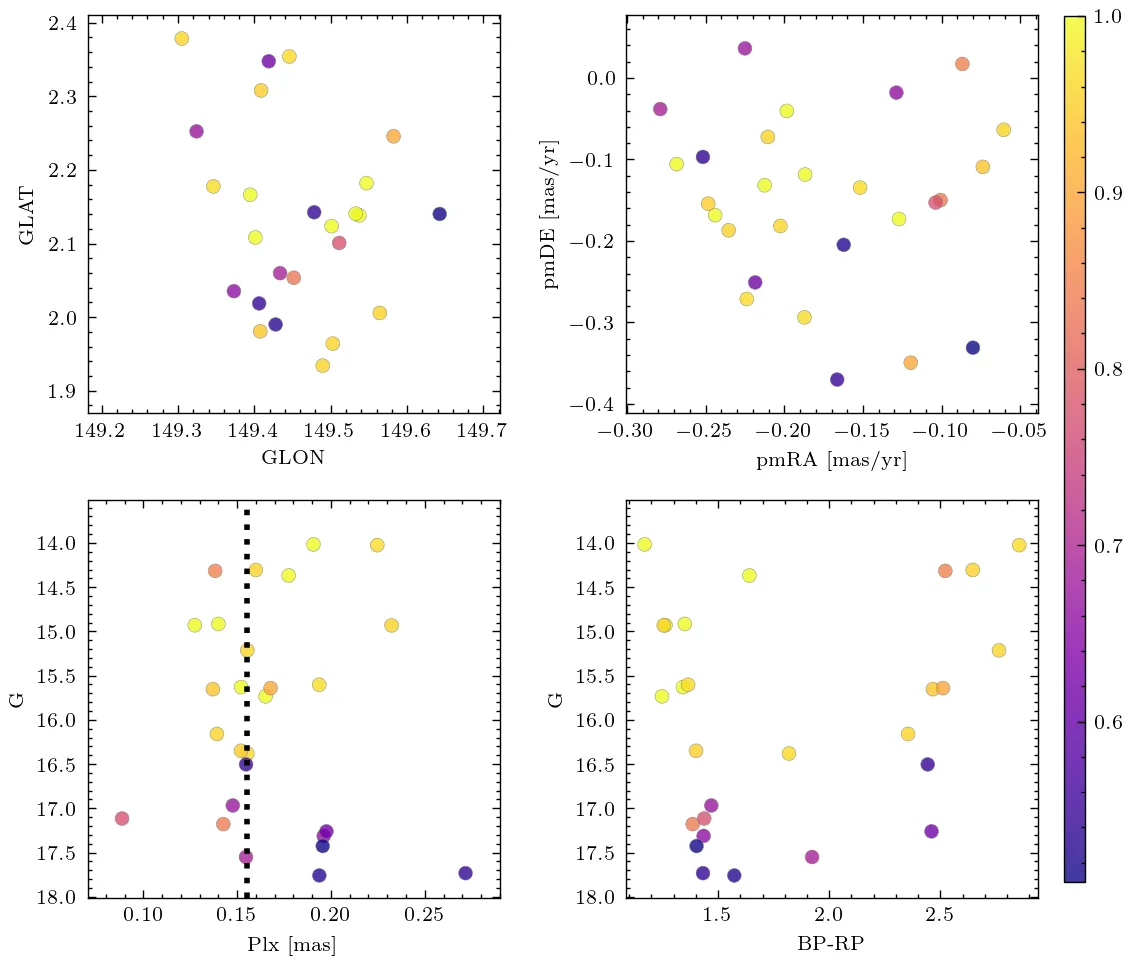 2.4
2.3
2.2
2.1
2.0
1.9
GLAT
149.2 149.3 149.4 149.5 149.6 149.7
GLON
0.0
−0.1
−0.2
−0.3
−0.4
pmDE [mas/yr]
−0.30 −0.25 −0.20 −0.15 −0.10 −0.05
pmRA [mas/yr]
1.0
0.9
0.8
0.7
0.6
14.0
14.5
15.0
15.5
16.0
16.5
17.0
17.5
18.0
G
0.10 0.15 0.20 0.25
Plx [mas]
14.0
14.5
15.0
15.5
16.0
16.5
17.0
17.5
18.0
G
1.5 2.0 2.5
BP-RP